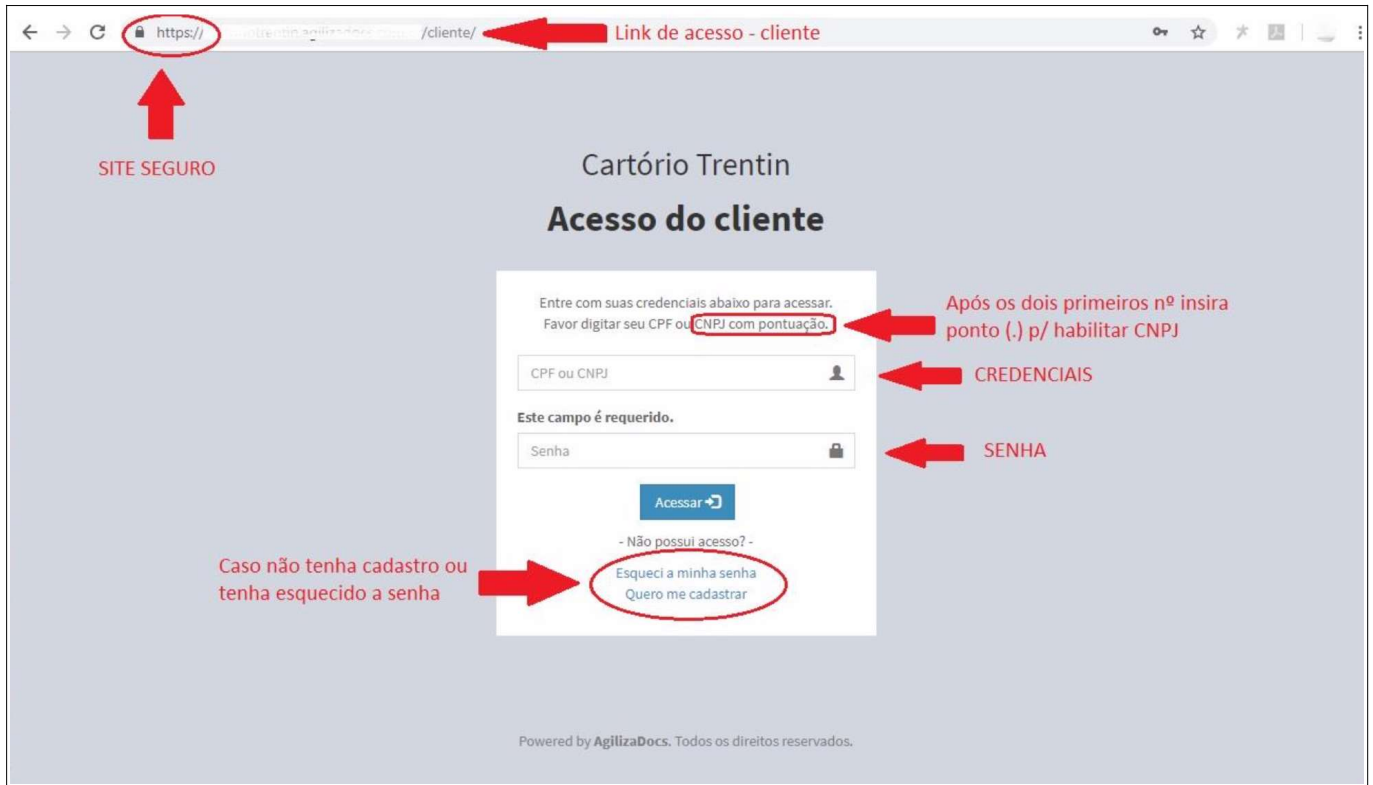 https:// /cliente/ Link de acesso - cliente
SITE SEGURO
Cartório Trentin
Acesso do cliente
Entre com suas credenciais abaixo para acessar.
Favor digitar seu CPF ou CNPJ com pontuação.
Após os dois primeiros nº insira
ponto (.) p/ habilitar CNPJ
CPF ou CNPJ
CREDENCIAIS
Este campo é requerido.
Senha
SENHA
Acessar
- Não possui acesso? -
Caso não tenha cadastro ou
tenha esquecido a senha
Esqueci a minha senha
Quero me cadastrar
Powered by AgilizaDocs. Todos os direitos reservados.